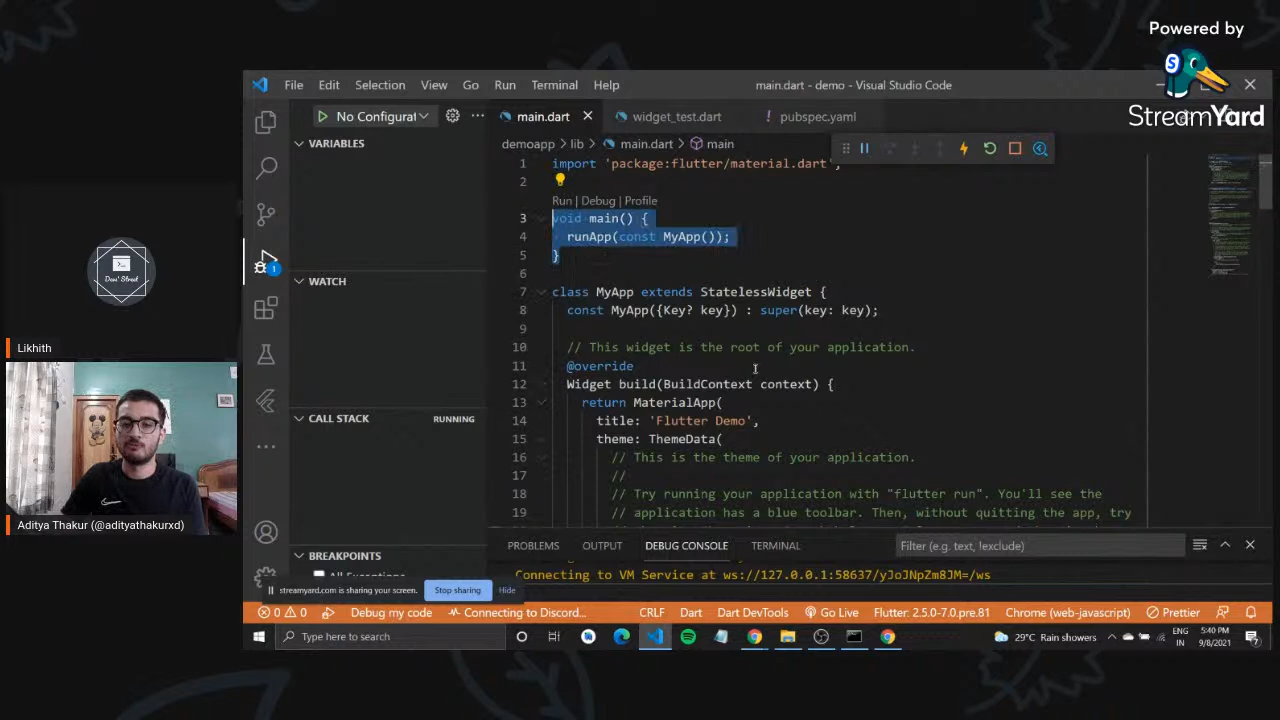 Powered by
StreamYard
File Edit Selection View Go Run Terminal Help
main.dart - demo - Visual Studio Code
No Configurat
main.dart
widget_test.dart
pubspec.yaml
demoapp > lib > main.dart > main
VARIABLES
WATCH
CALL STACK
RUNNING
BREAKPOINTS
1 import 'package:flutter/material.dart';
2
Run | Debug | Profile
3 void main() {
4 runApp(const MyApp());
5 }
6
7 class MyApp extends StatelessWidget {
8 const MyApp({Key? key}) : super(key: key);
9
10 // This widget is the root of your application.
11 @override
12 Widget build(BuildContext context) {
13 return MaterialApp(
14 title: 'Flutter Demo',
15 theme: ThemeData(
16 // This is the theme of your application.
17 //
18 // Try running your application with "flutter run". You'll see the
19 // application has a blue toolbar. Then, without quitting the app, try
PROBLEMS OUTPUT DEBUG CONSOLE TERMINAL
Filter (e.g. text, !exclude)
Connecting to VM Service at ws://127.0.0.1:58637/yJoJNpZm8JM=/ws
streamyard.com is sharing your screen.
Stop sharing
Hide
0 0 Debug my code Connecting to Discord... CRLF Dart Dart DevTools Go Live Flutter: 2.5.0-7.0.pre.81 Chrome (web-javascript) Prettier
Type here to search
29°C Rain showers
ENG
IN
5:40 PM
9/8/2021
Devs' Street
Likhith
Aditya Thakur (@adityathakurxd)